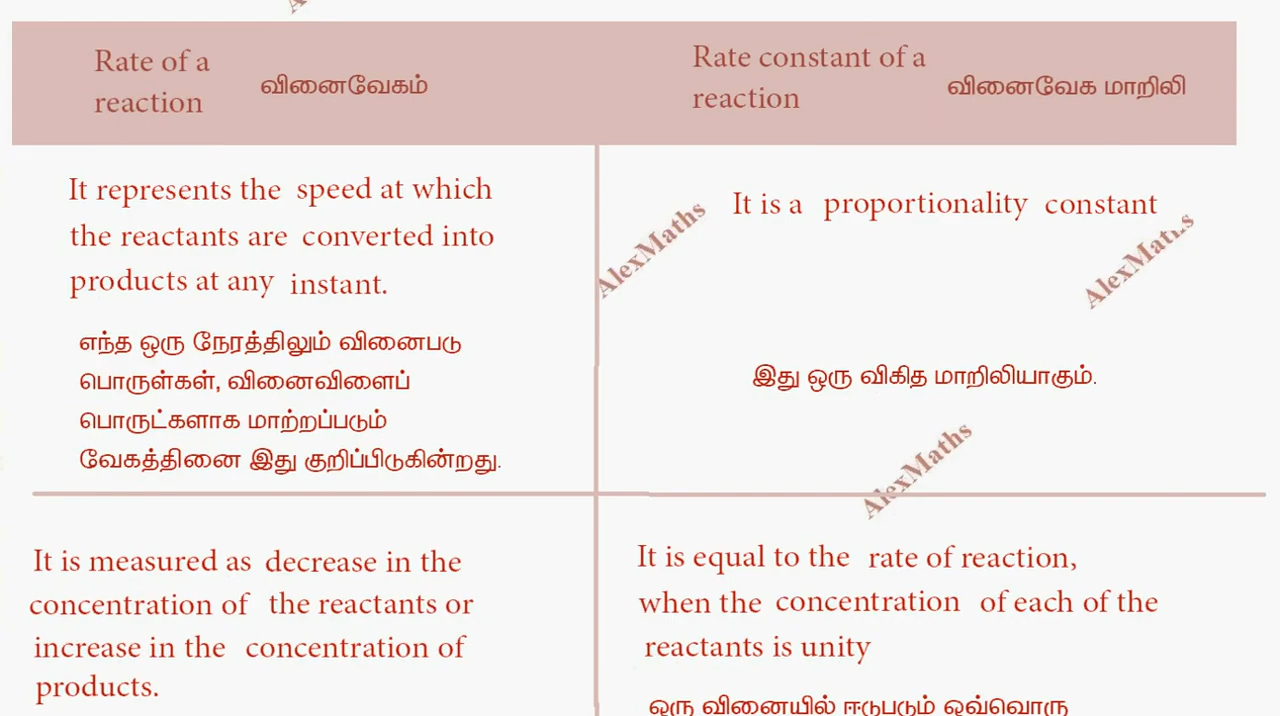 Rate of a
reaction
வினைவேகம்
Rate constant of a
reaction
வினைவேக மாறிலி
It represents the speed at which
the reactants are converted into
products at any instant.
எந்த ஒரு நேரத்திலும் வினைபடு
பொருள்கள், வினைவிளைப்
பொருட்களாக மாற்றப்படும்
வேகத்தினை இது குறிப்பிடுகின்றது.
It is a proportionality constant
இது ஒரு விகித மாறிலியாகும்.
AlexMaths
AlexMaths
AlexMaths
It is measured as decrease in the
concentration of the reactants or
increase in the concentration of
products.
It is equal to the rate of reaction,
when the concentration of each of the
reactants is unity
ஒரு வினையில் ஈடுபடும் ஒவ்வொரு